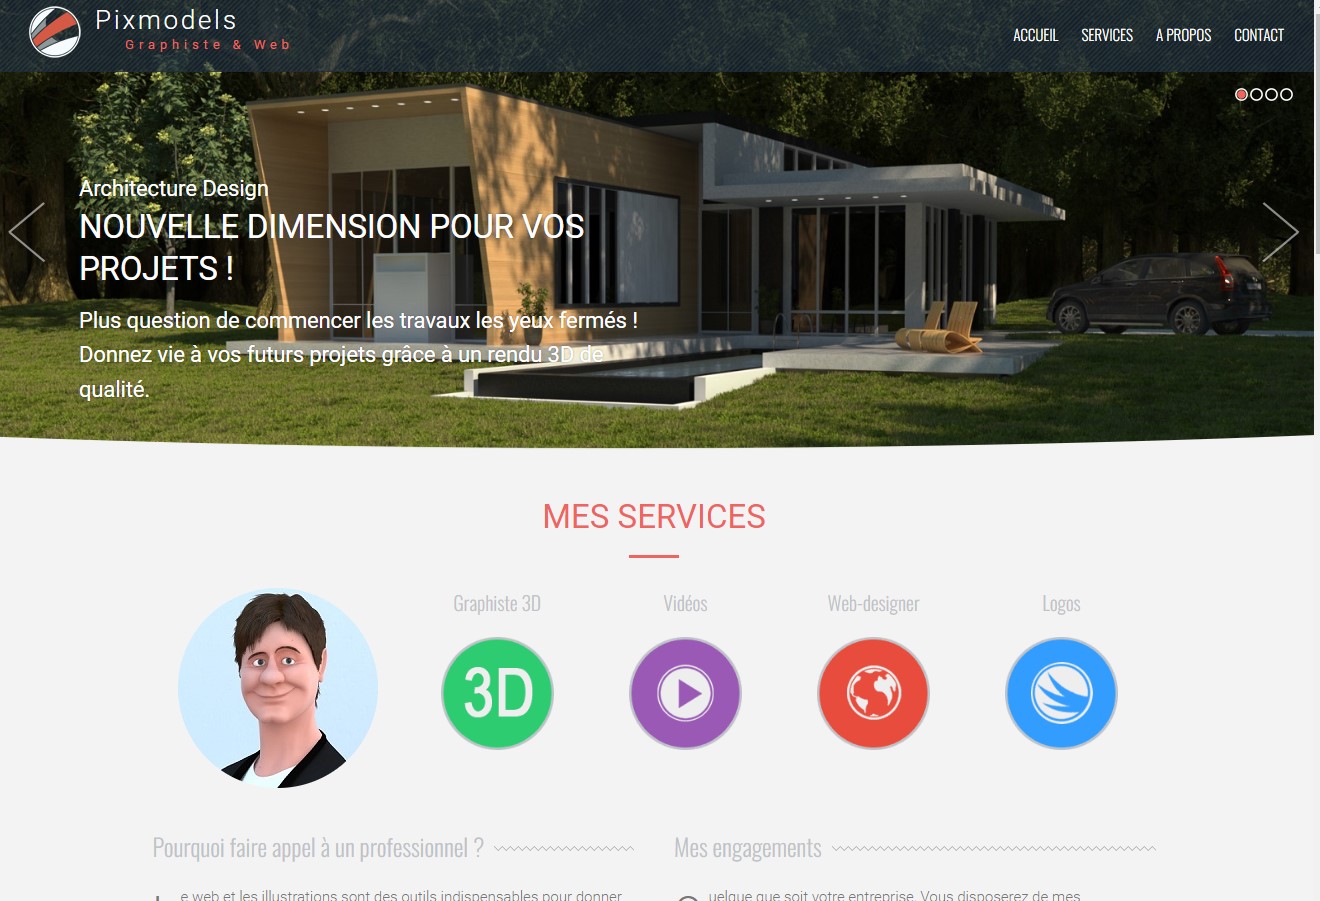 Pixmodels
Graphiste & Web
ACCUEIL SERVICES A PROPOS CONTACT
Architecture Design
NOUVELLE DIMENSION POUR VOS
PROJETS !
Plus question de commencer les travaux les yeux fermés !
Donnez vie à vos futurs projets grâce à un rendu 3D de
qualité.
MES SERVICES
Graphiste 3D Vidéos Web-designer Logos
3D
Pourquoi faire appel à un professionnel ?
Mes engagements
e web et les illustrations sont des outils indispensables pour donner
uelque que soit votre entreprise. Vous disposerez de mes